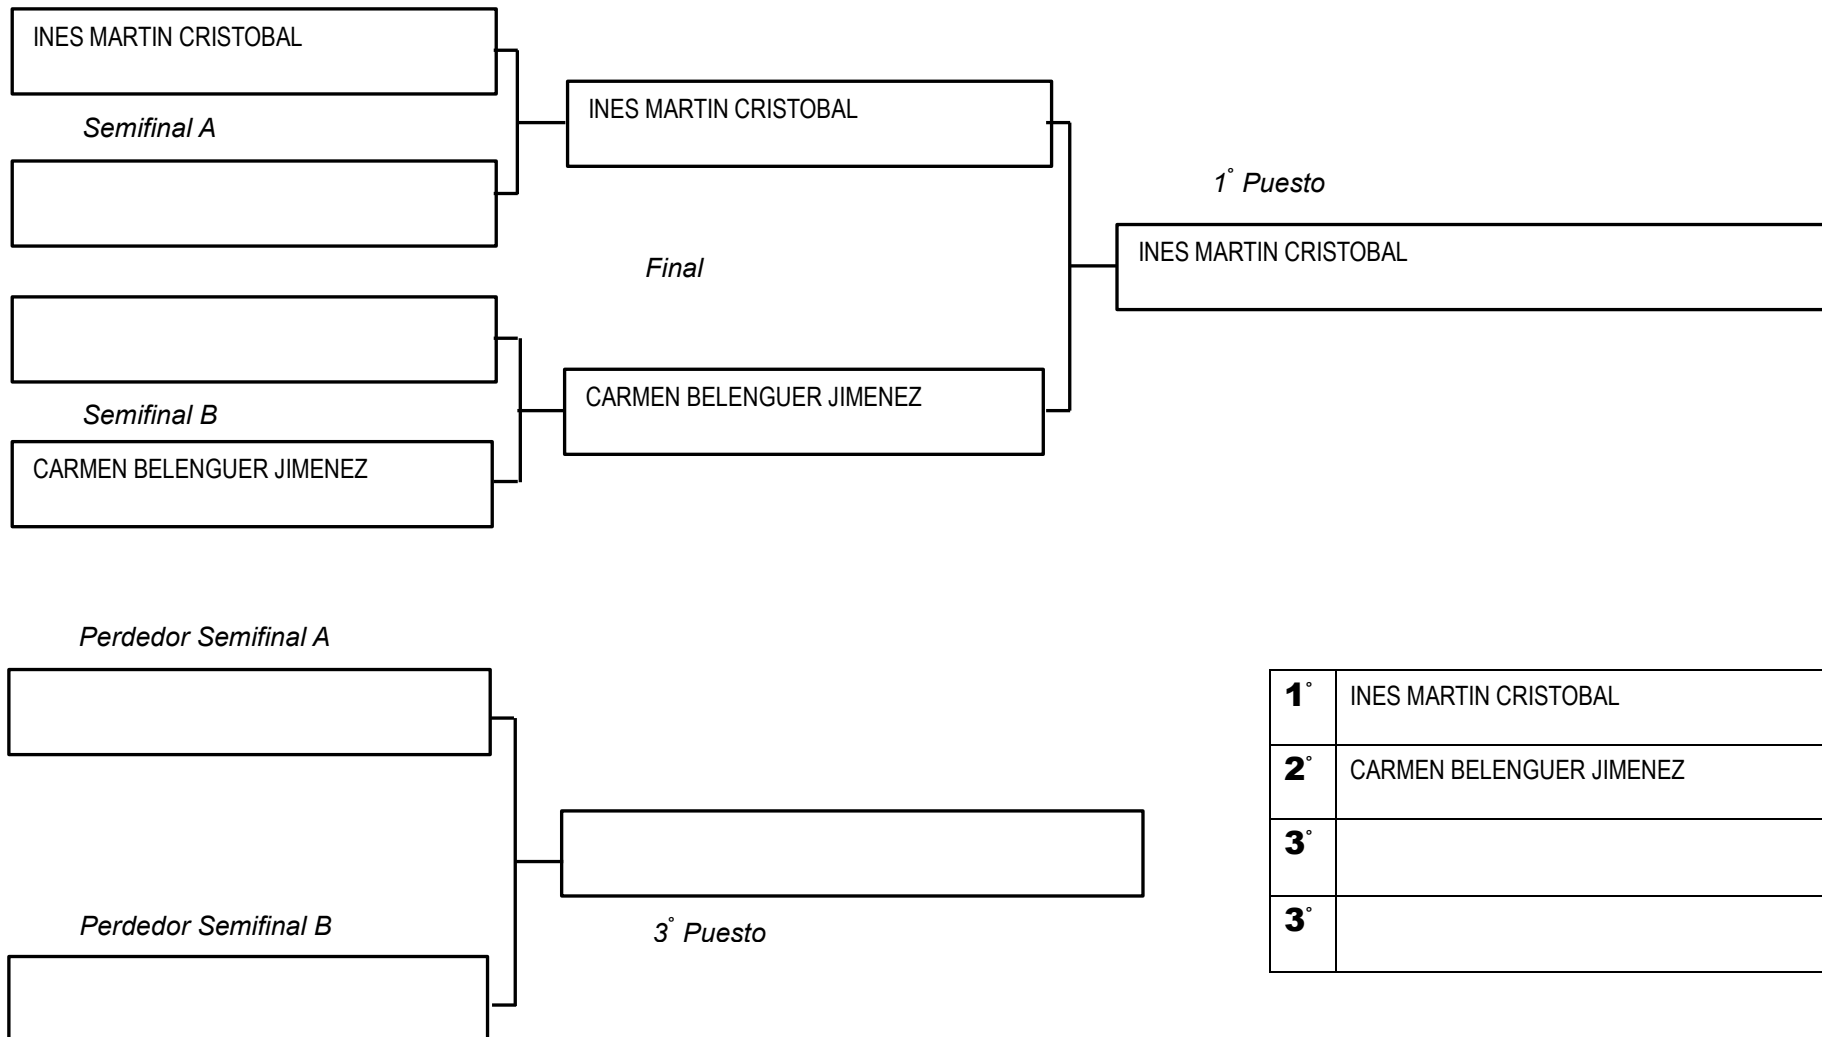 INES MARTIN CRISTOBAL
Semifinal A
INES MARTIN CRISTOBAL
1° Puesto
INES MARTIN CRISTOBAL
Final
Semifinal B
CARMEN BELENGUER JIMENEZ
CARMEN BELENGUER JIMENEZ
Perdedor Semifinal A
Perdedor Semifinal B
3° Puesto
1° INES MARTIN CRISTOBAL
2° CARMEN BELENGUER JIMENEZ
3°
3°